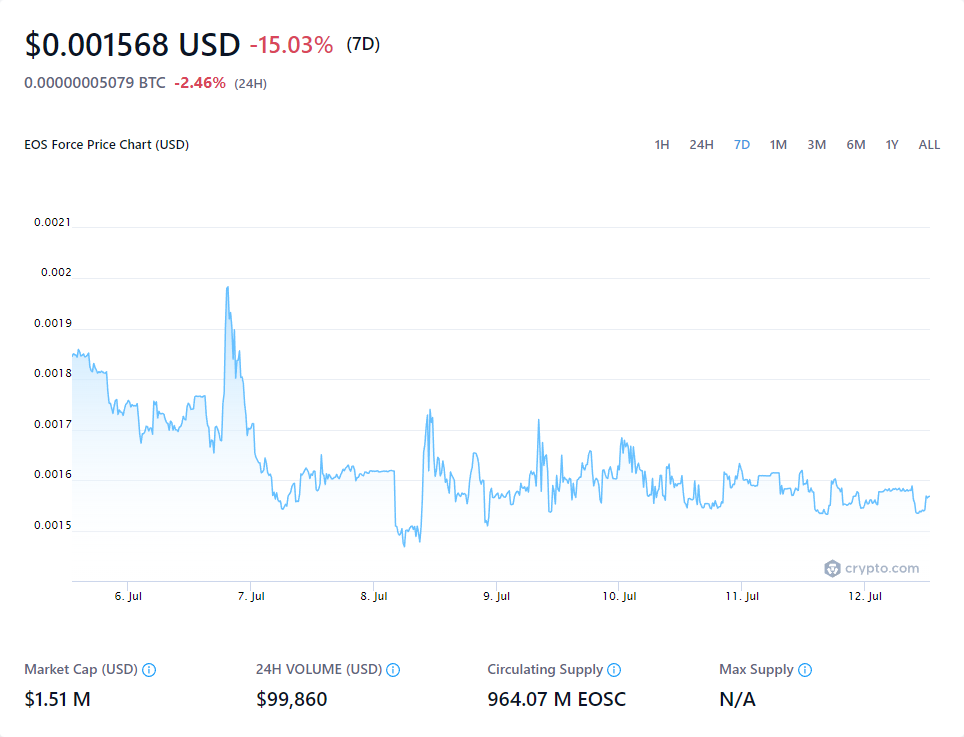 $0.001568 USD -15.03% (7D)
0.00000005079 BTC -2.46% (24H)
EOS Force Price Chart (USD) 1H 24H 7D 1M 3M 6M 1Y ALL
0.0021
0.002
0.0019
0.0018
0.0017
0.0016
0.0015
crypto.com
6. Jul 7. Jul 8. Jul 9. Jul 10. Jul 11. Jul 12. Jul
Market Cap (USD) 24H VOLUME (USD) Circulating Supply Max Supply
$1.51 M $99,860 964.07 M EOSC N/A